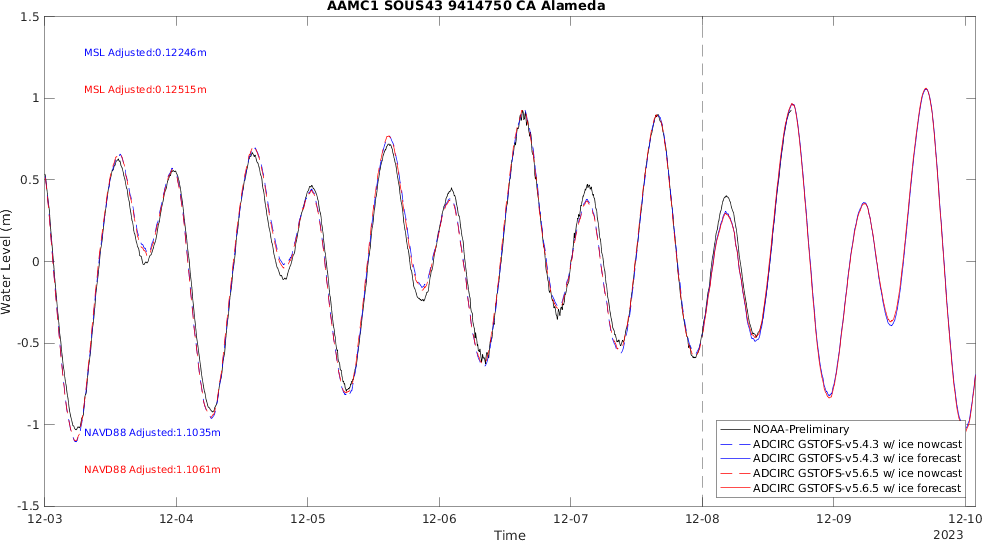 AAMC1 SOUS43 9414750 CA Alameda
1.5
MSL Adjusted:0.12246m
MSL Adjusted:0.12515m
1
0.5
0
-0.5
-1
-1.5
Water Level (m)
NAVD88 Adjusted:1.1035m
NAVD88 Adjusted:1.1061m
NOAA-Preliminary
ADCIRC GSTOFS-v5.4.3 w/ ice nowcast
ADCIRC GSTOFS-v5.4.3 w/ ice forecast
ADCIRC GSTOFS-v5.6.5 w/ ice nowcast
ADCIRC GSTOFS-v5.6.5 w/ ice forecast
12-03 12-04 12-05 12-06 12-07 12-08 12-09 12-10
Time
2023